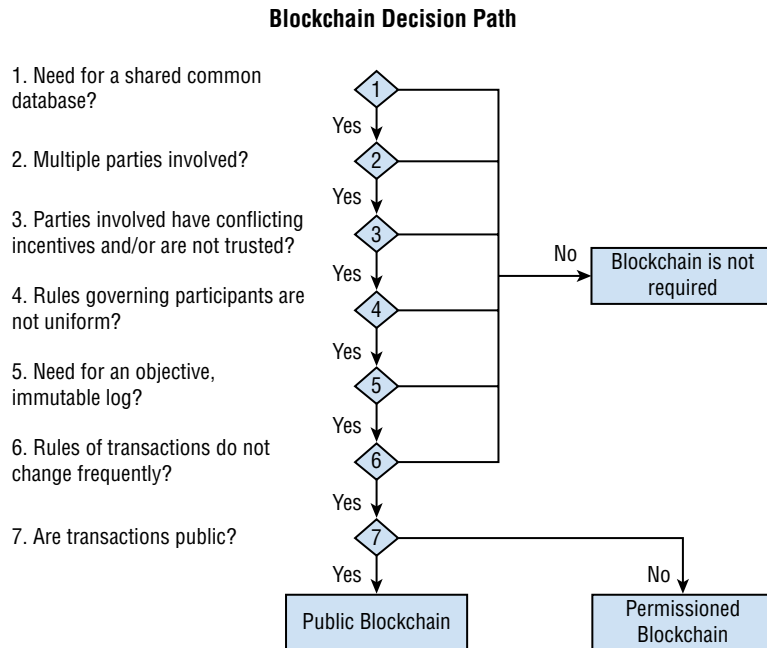 Blockchain Decision Path
1. Need for a shared common
database?
1
Yes
2. Multiple parties involved?
2
Yes
3. Parties involved have conflicting
incentives and/or are not trusted?
3
No
Blockchain is not
required
Yes
4. Rules governing participants are
not uniform?
4
Yes
5. Need for an objective,
immutable log?
5
Yes
6. Rules of transactions do not
change frequently?
6
Yes
7. Are transactions public?
7
Yes
No
Public Blockchain
Permissioned
Blockchain